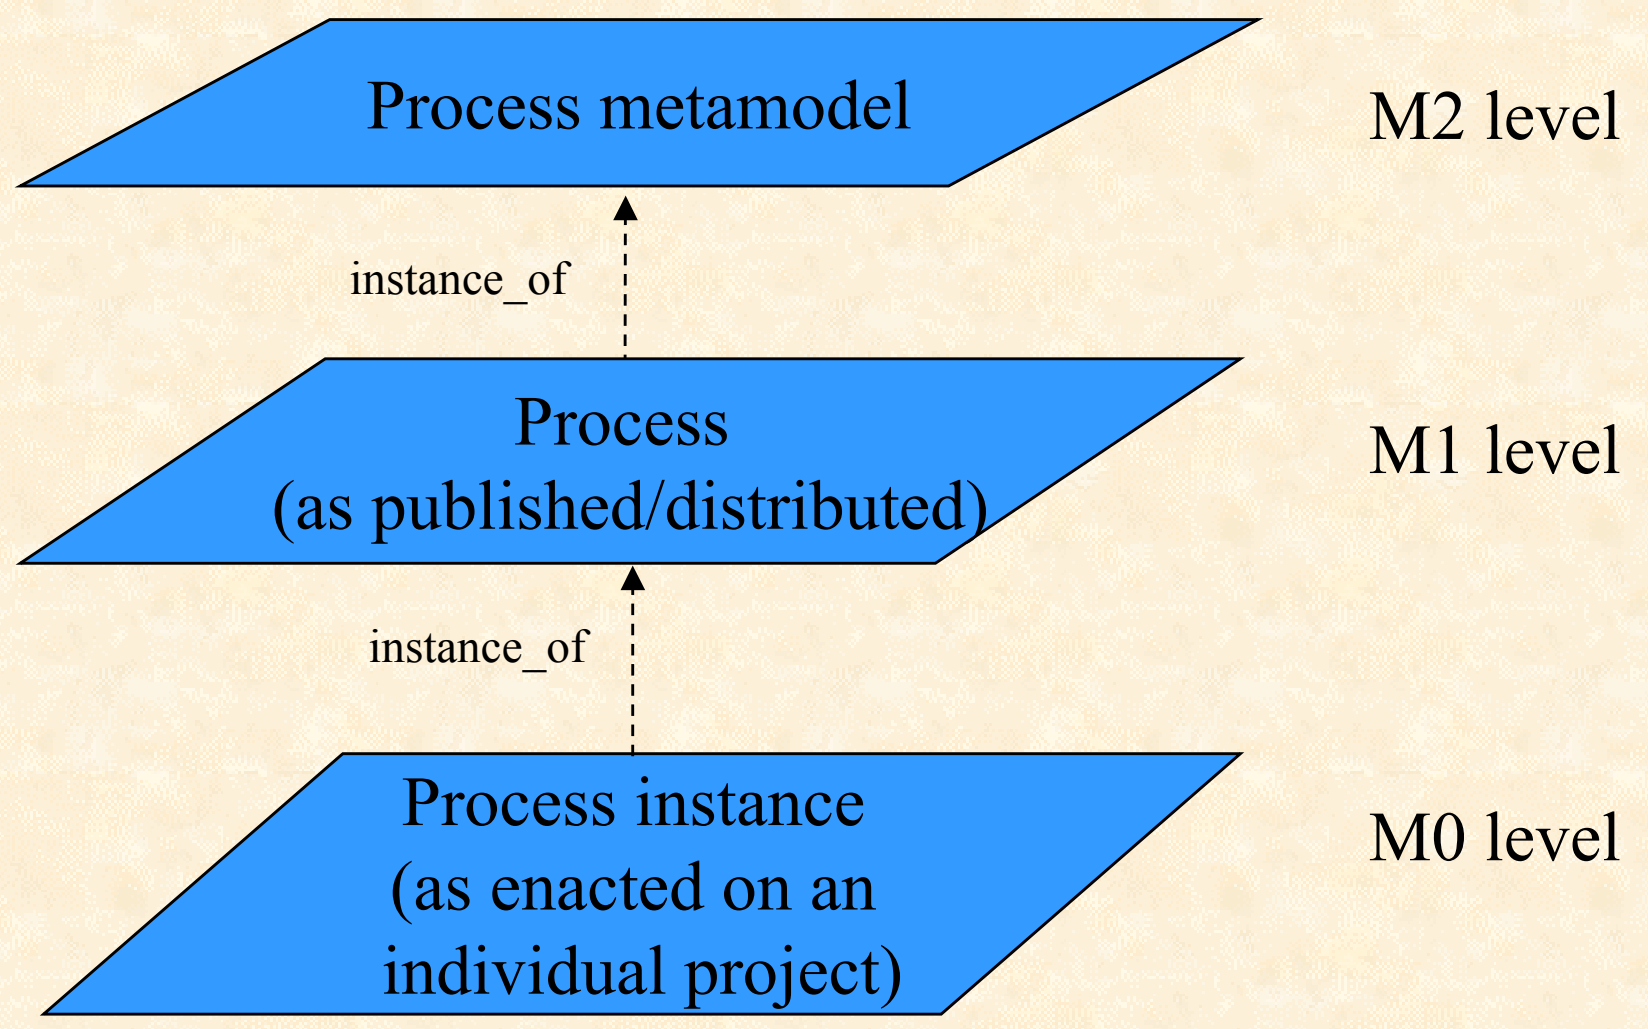 Process metamodel
M2 level
instance_of
Process
(as published/distributed)
M1 level
instance_of
Process instance
(as enacted on an
individual project)
M0 level